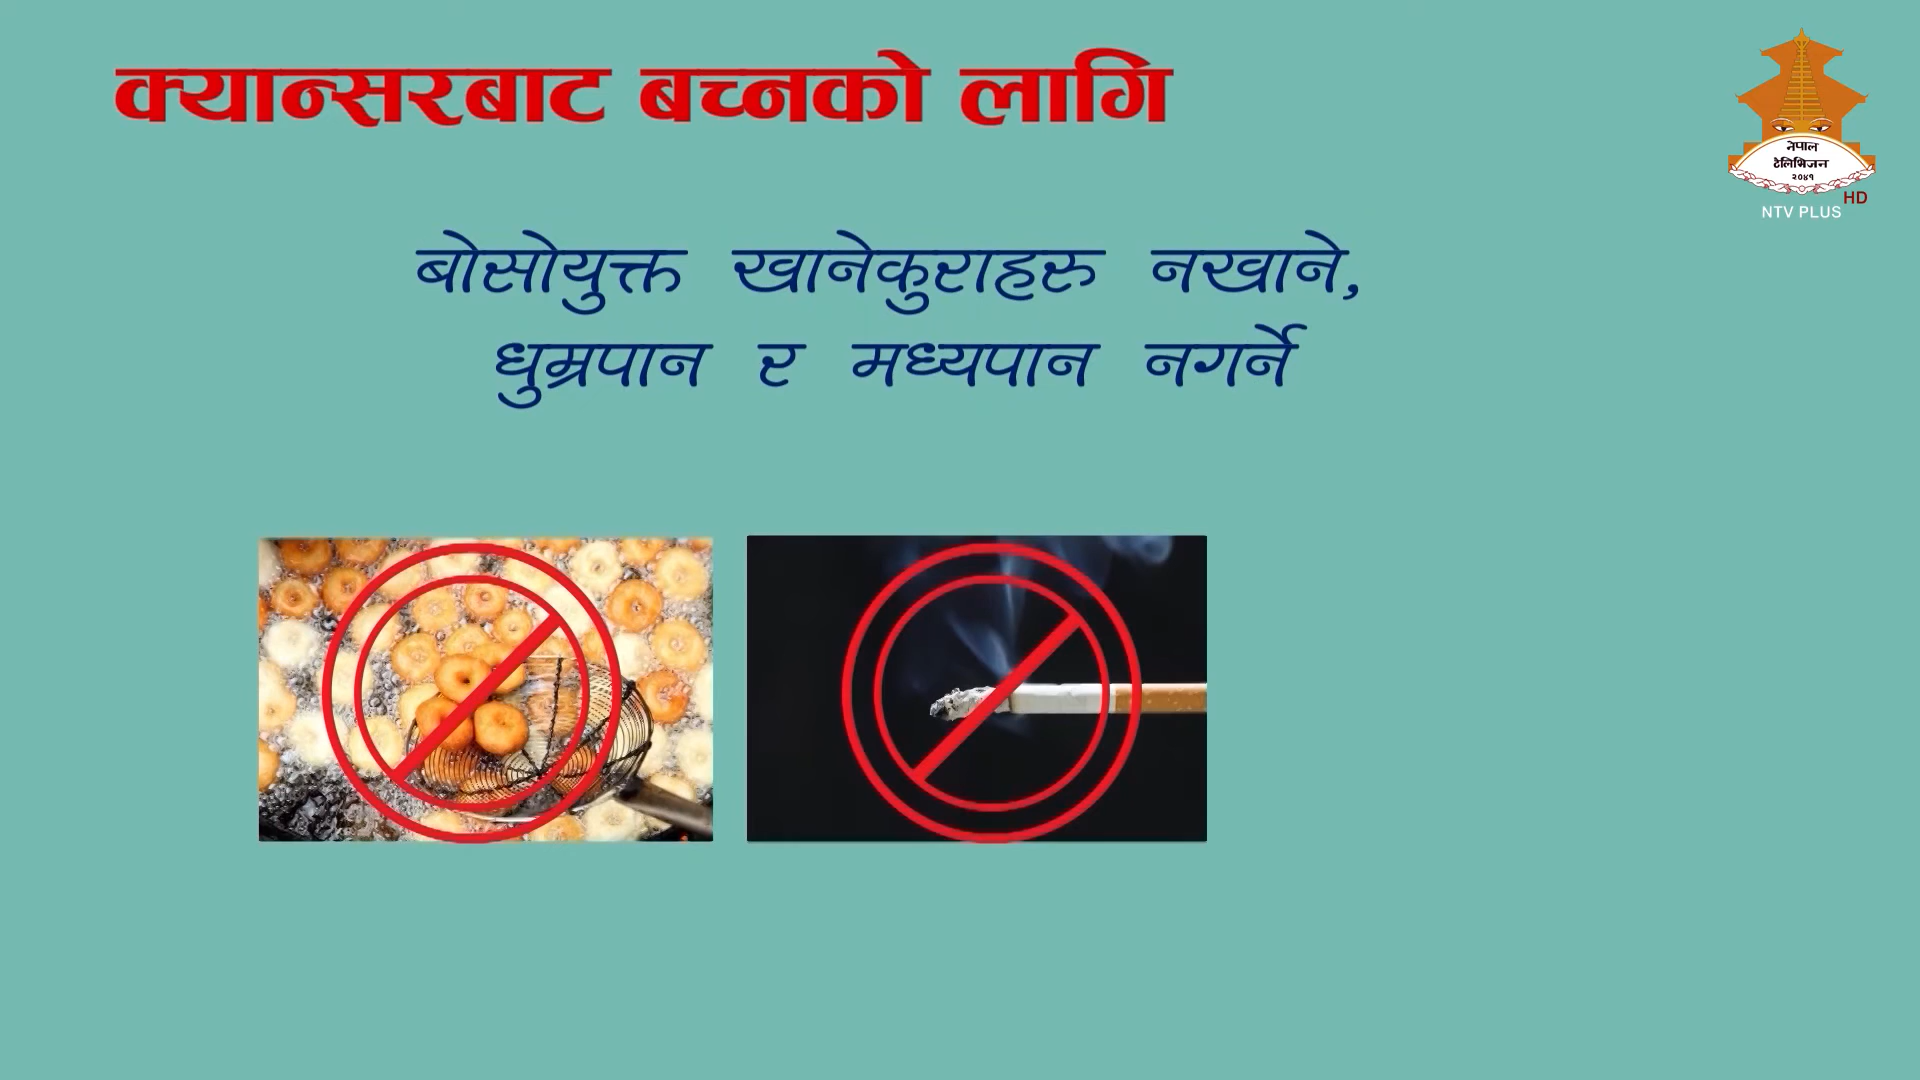 क्यान्सरबाट बच्नको लागि
बोसोयुक्त खानेकुराहरु नखाने,
धुम्रपान र मध्यपान नगर्ने
नेपाल
टेलिभिजन
२०४१
HD
NTV PLUS